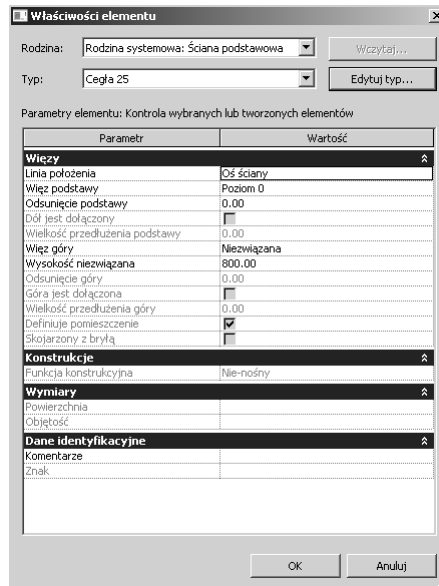 Właściwości elementu
Rodzina: Rodzina systemowa: Ściana podstawowa Wczytaj...
Typ: Cegła 25 Edytuj typ...
Parametry elementu: Kontrola wybranych lub tworzonych elementów
Parametr Wartość
Więzy
Linia położenia Oś ściany
Więz podstawy Poziom 0
Odsunięcie podstawy 0.00
Dół jest dołączony
Wielkość przedłużenia podstawy 0.00
Więz góry Niezwiązana
Wysokość niezwiązana 800.00
Odsunięcie góry 0.00
Góra jest dołączona
Wielkość przedłużenia góry 0.00
Definiuje pomieszczenie
Skojarzony z bryłą
Konstrukcje
Funkcja konstrukcyjna Nie-nośny
Wymiary
Powierzchnia
Objętość
Dane identyfikacyjne
Komentarze
Znak
OK Anuluj